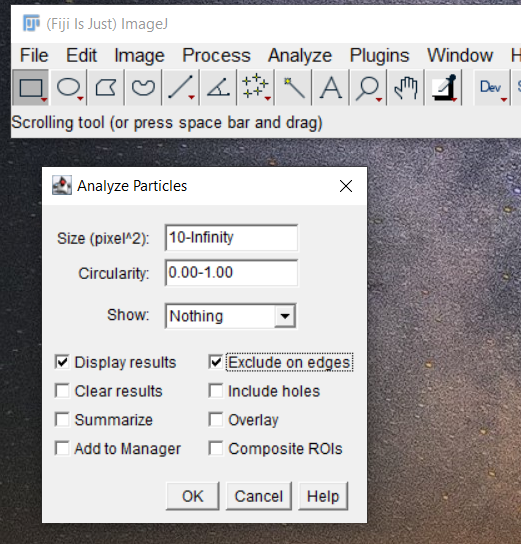 (Fiji Is Just) ImageJ
File Edit Image Process Analyze Plugins Window H
A Dev S
Scrolling tool (or press space bar and drag)
Analyze Particles
Size (pixel^2): 10-Infinity
Circularity: 0.00-1.00
Show: Nothing
Display results Exclude on edges
Clear results Include holes
Summarize Overlay
Add to Manager Composite ROIs
OK Cancel Help